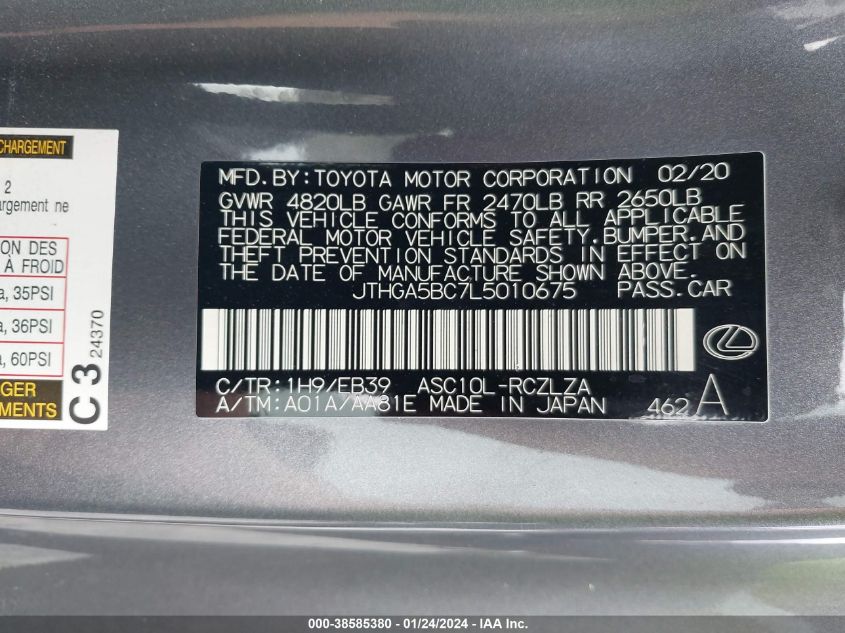 CHARGEMENT
2
argement ne
ON DES
À FROID
a, 35PSI
a, 36PSI
a, 60PSI
GER
EMENTS
C 3 24370
MFD.BY:TOYOTA MOTOR CORPORATION 02/20
GVWR 4820LB GAWR FR 2470LB RR 2650LB
THIS VEHICLE CONFORMS TO ALL APPLICABLE
FEDERAL MOTOR VEHICLE SAFETY,BUMPER,AND
THEFT PREVENTION STANDARDS IN EFFECT ON
THE DATE OF MANUFACTURE SHOWN ABOVE.
JTHGA5BC7L5010675 PASS.CAR
C/TR:1H9/EB39 ASC10L-RCZLZA
A/TM:A01A/AA81E MADE IN JAPAN 462 A
000-38585380 - 01/24/2024 - IAA Inc.